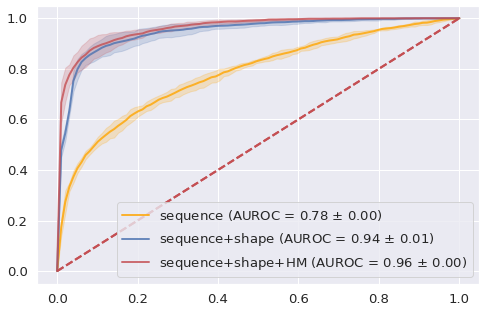 1.0
0.8
0.6
0.4
0.2
0.0
sequence (AUROC = 0.78 ± 0.00)
sequence+shape (AUROC = 0.94 ± 0.01)
sequence+shape+HM (AUROC = 0.96 ± 0.00)
0.0 0.2 0.4 0.6 0.8 1.0